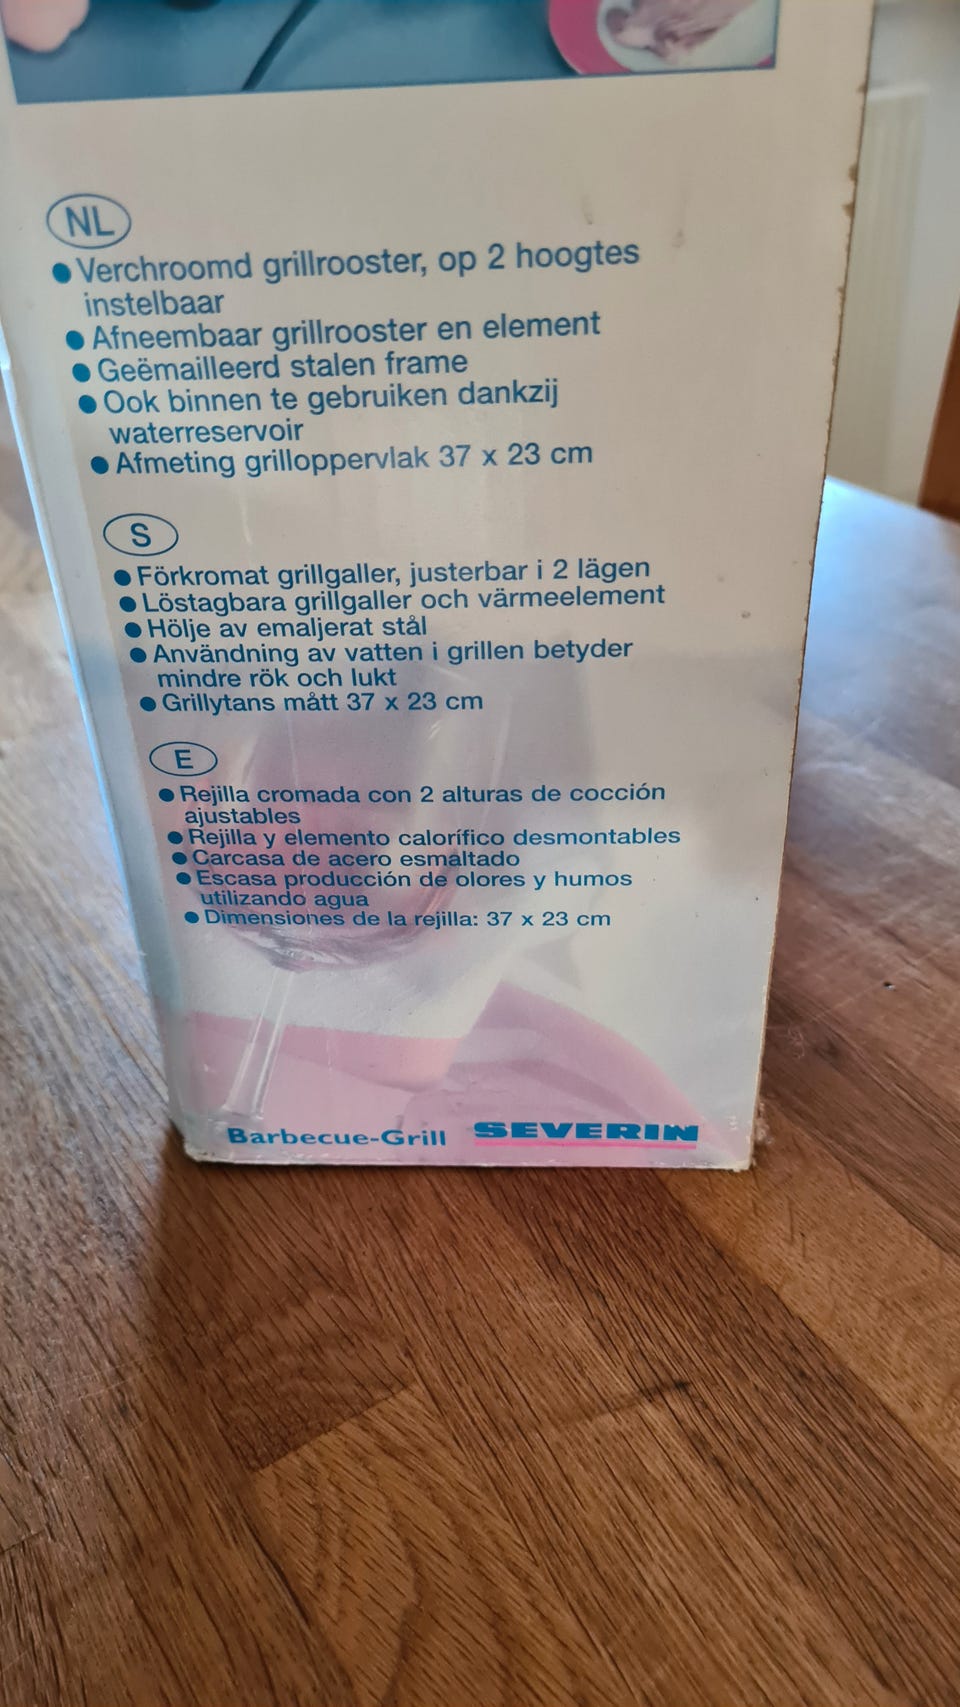 NL
● Verchroomd grillrooster, op 2 hoogtes
instelbaar
● Afneembaar grillrooster en element
● Geëmailleerd stalen frame
● Ook binnen te gebruiken dankzij
waterreservoir
● Afmeting grilloppervlak 37 x 23 cm
S
● Förkromat grillgaller, justerbar i 2 lägen
● Löstagbara grillgaller och värmeelement
● Hölje av emaljerat stål
● Användning av vatten i grillen betyder
mindre rök och lukt
● Grillytans mått 37 x 23 cm
E
● Rejilla cromada con 2 alturas de cocción
ajustables
● Rejilla y elemento calorífico desmontables
● Carcasa de acero esmaltado
● Escasa producción de olores y humos
utilizando agua
● Dimensiones de la rejilla: 37 x 23 cm
Barbecue-Grill SEVERIN